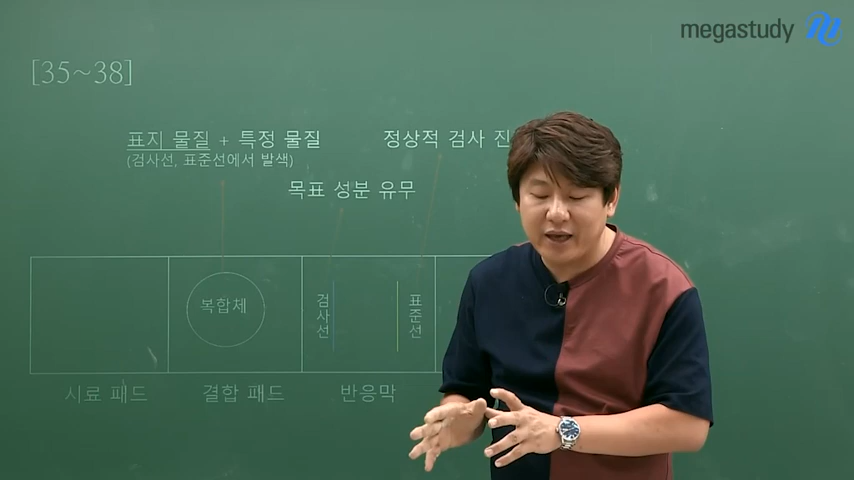 megastudy
[35~38]
표지 물질 + 특정 물질
정상적 검사 진
(검사선, 표준선에서 발색)
목표 성분 유무
복합체
검사선
표준선
시료 패드
결합 패드
반응막